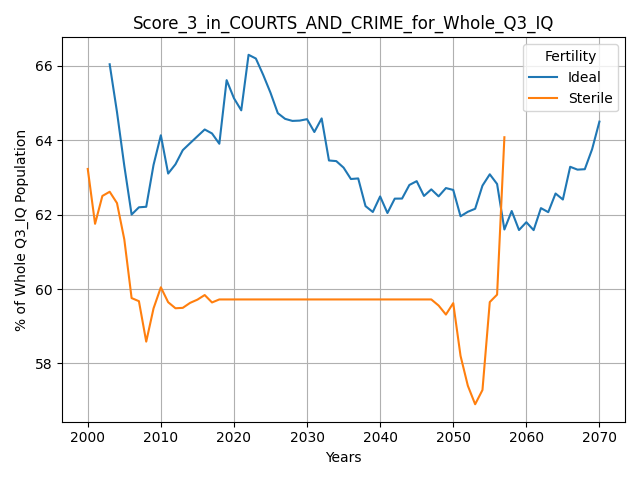 Score_3_in_COURTS_AND_CRIME_for_Whole_Q3_IQ
Fertility
Ideal
Sterile
% of Whole Q3_IQ Population
66
64
62
60
58
2000 2010 2020 2030 2040 2050 2060 2070
Years